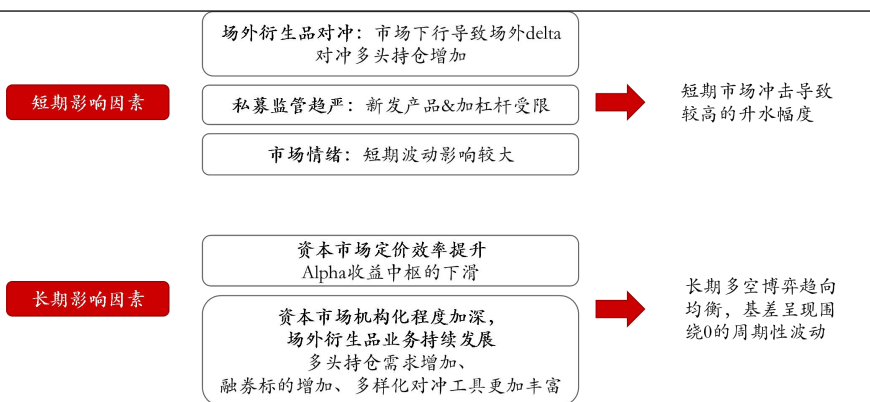 场外衍生品对冲：市场下行导致场外delta
对冲多头持仓增加
短期影响因素
私募监管趋严：新发产品&加杠杆受限
市场情绪：短期波动影响较大
短期市场冲击导致
较高的升水幅度
资本市场定价效率提升
Alpha收益中枢的下滑
长期影响因素
资本市场机构化程度加深，
场外衍生品业务持续发展
多头持仓需求增加、
融券标的增加、多样化对冲工具更加丰富
长期多空博弈趋向
均衡，基差呈现围
绕0的周期性波动